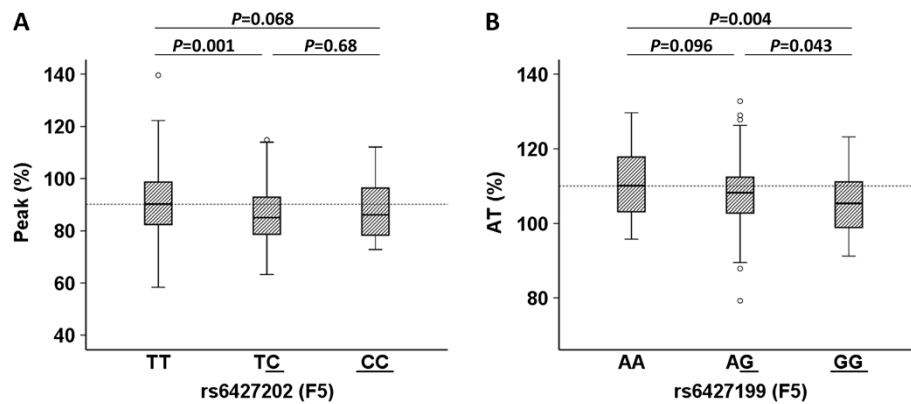 A
P=0.068
P=0.001
P=0.68
Peak (%)
140
120
100
80
60
40
TT
TC
CC
rs6427202 (F5)
B
P=0.004
P=0.096
P=0.043
AT (%)
140
120
100
80
AA
AG
GG
rs6427199 (F5)